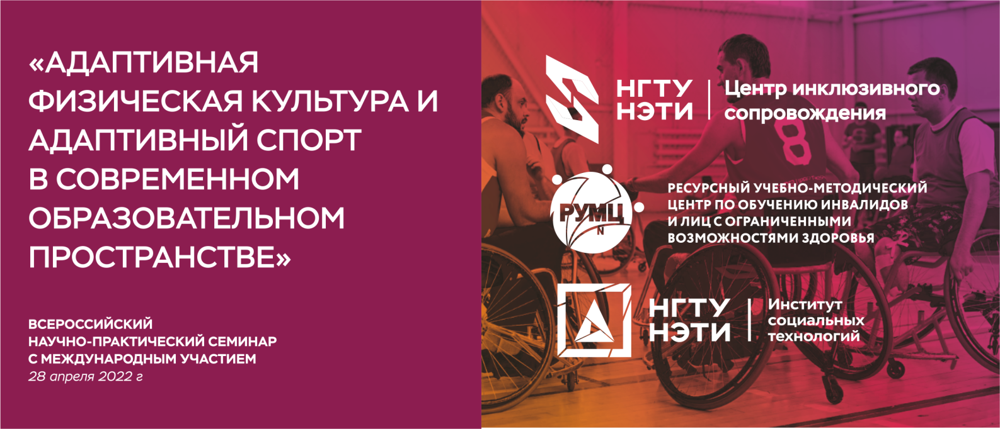 «АДАПТИВНАЯ
ФИЗИЧЕСКАЯ КУЛЬТУРА И
АДАПТИВНЫЙ СПОРТ
В СОВРЕМЕННОМ
ОБРАЗОВАТЕЛЬНОМ
ПРОСТРАНСТВЕ»
ВСЕРОССИЙСКИЙ
НАУЧНО-ПРАКТИЧЕСКИЙ СЕМИНАР
С МЕЖДУНАРОДНЫМ УЧАСТИЕМ
28 апреля 2022 г
НГТУ
НЭТИ
Центр инклюзивного
сопровождения
8
РУМЦ
N
РЕСУРСНЫЙ УЧЕБНО-МЕТОДИЧЕСКИЙ
ЦЕНТР ПО ОБУЧЕНИЮ ИНВАЛИДОВ
И ЛИЦ С ОГРАНИЧЕННЫМИ
ВОЗМОЖНОСТЯМИ ЗДОРОВЬЯ
НГТУ
НЭТИ
Институт
социальных
технологий